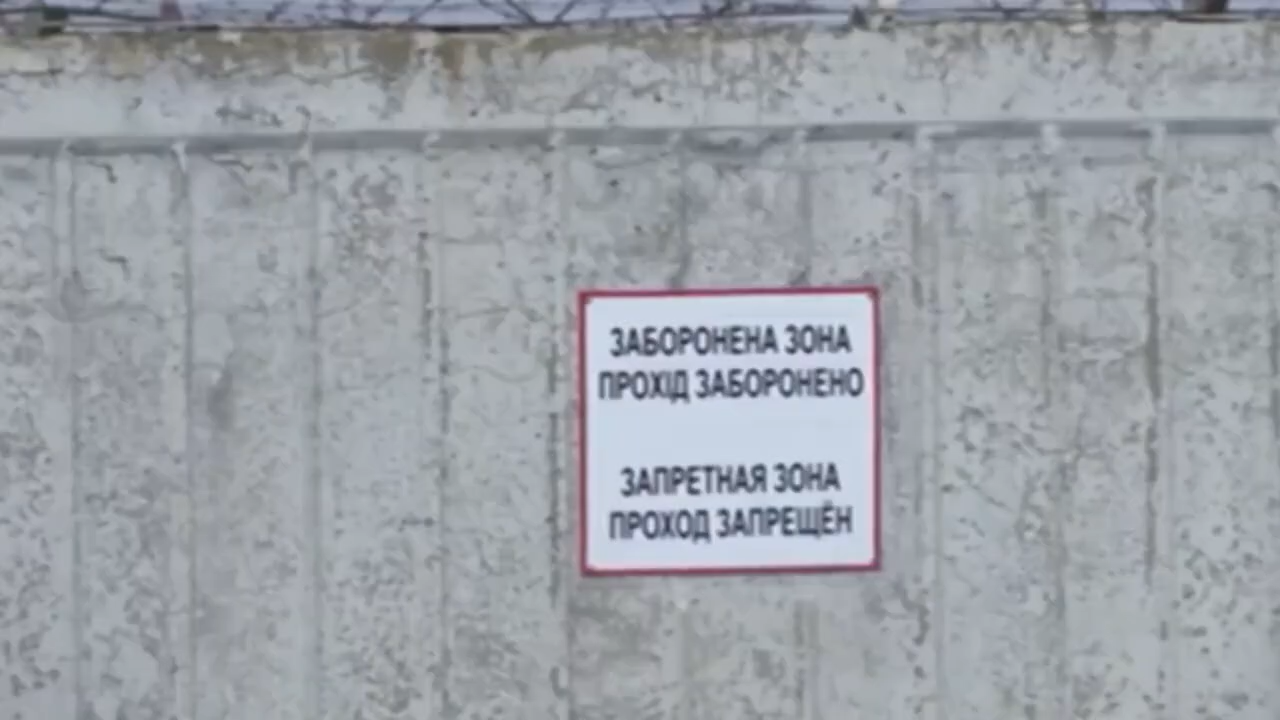 ЗАБОРОНЕНА ЗОНА
ПРОХІД ЗАБОРОНЕНО
ЗАПРЕТНАЯ ЗОНА
ПРОХОД ЗАПРЕЩЁН